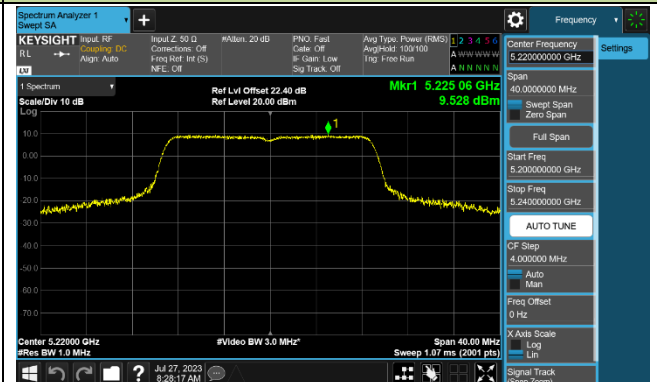 Spectrum Analyzer 1
Swept SA
Frequency
KEYSIGHT
RL
Input: RF
Coupling: DC
Align: Auto
Input Z: 50 Ω
Corrections: Off
Freq Ref: Int (S)
NFE: Off
#Atten: 20 dB
PNO: Fast
Gate: Off
IF Gain: Low
Sig Track: Off
Avg Type: Power (RMS)
Avg|Hold: 100/100
Trig: Free Run
1 2 3 4 5 6
A W W W W W
A N N N N N
LXI
1 Spectrum
Scale/Div 10 dB
Ref Lvl Offset 22.40 dB
Ref Level 20.00 dBm
Mkr1 5.225 06 GHz
9.528 dBm
Log
1
10.0
0.00
-10.0
-20.0
-30.0
-40.0
-50.0
-60.0
-70.0
Center 5.22000 GHz
#Res BW 1.0 MHz
#Video BW 3.0 MHz*
Span 40.00 MHz
Sweep 1.07 ms (2001 pts)
Jul 27, 2023
8:28:17 AM
Center Frequency
5.220000000 GHz
Settings
Span
40.0000000 MHz
Swept Span
Zero Span
Full Span
Start Freq
5.200000000 GHz
Stop Freq
5.240000000 GHz
AUTO TUNE
CF Step
4.000000 MHz
Auto
Man
Freq Offset
0 Hz
X Axis Scale
Log
Lin
Signal Track
(Span Zoom)